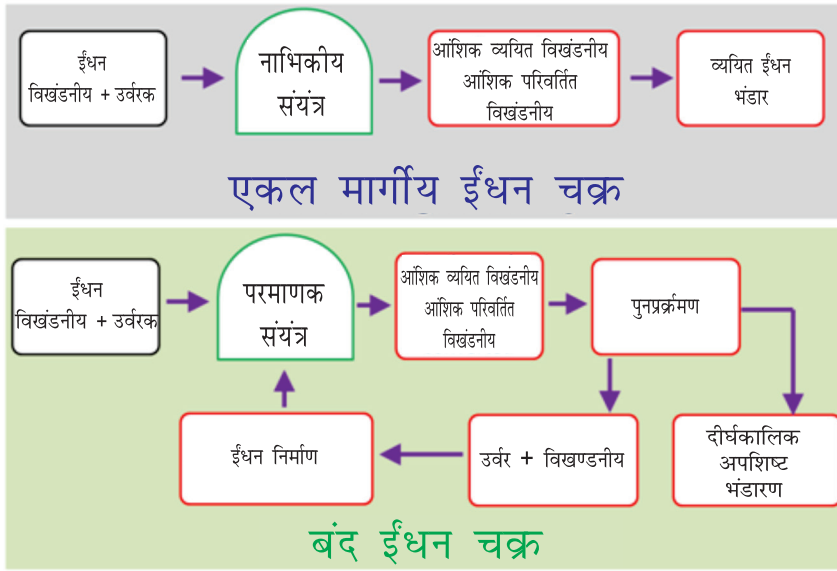 ईंधन
विखंडनीय + उर्वरक
नाभिकीय
संयंत्र
आंशिक व्ययित विखंडनीय
आंशिक परिवर्तित
विखंडनीय
व्ययित ईंधन
भंडार
एकल मार्गीय ईंधन चक्र
ईंधन
विखंडनीय + उर्वरक
परमाणक
संयंत्र
आंशिक व्ययित विखंडनीय
आंशिक परिवर्तित
विखंडनीय
पुनप्रर्क्रमण
ईंधन निर्माण
उर्वर + विखण्डनीय
दीर्घकालिक
अपशिष्ट
भंडारण
बंद ईंधन चक्र